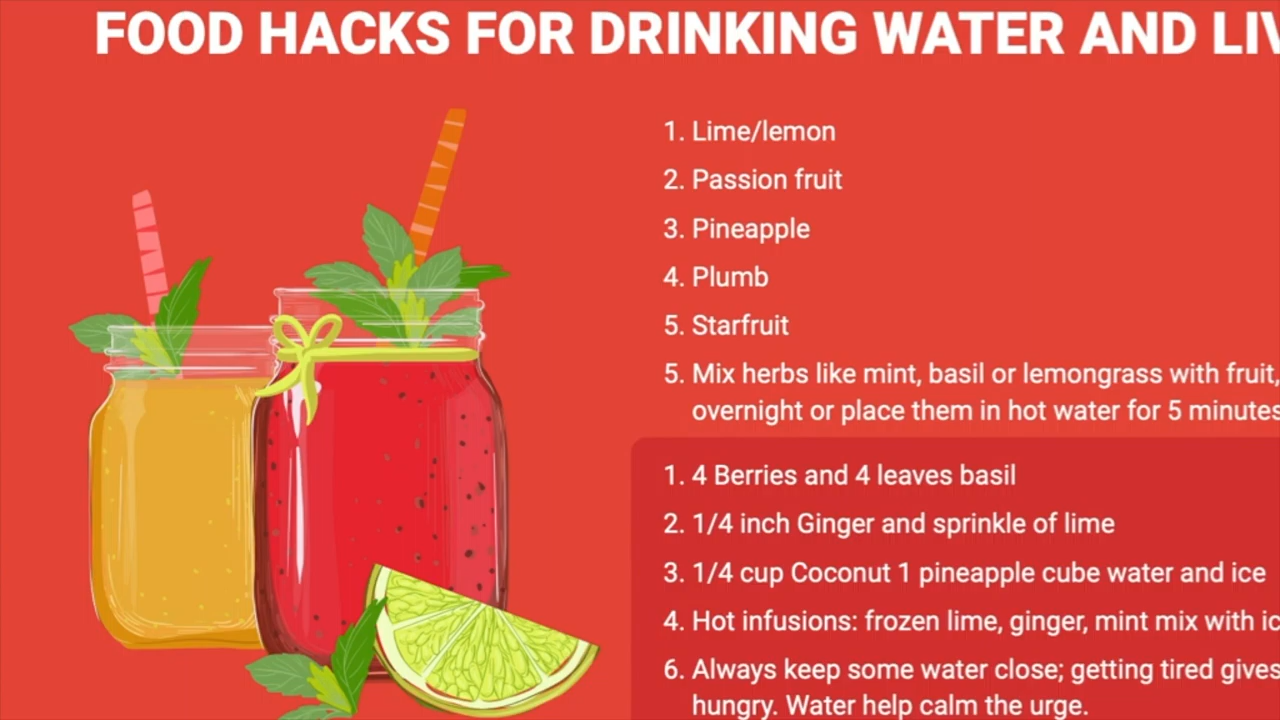 FOOD HACKS FOR DRINKING WATER AND
1. Lime/lemon
2. Passion fruit
3. Pineapple
4. Plumb
5. Starfruit
5. Mix herbs like mint, basil or lemongrass with fruit,
overnight or place them in hot water for 5 minutes
1. 4 Berries and 4 leaves basil
2. 1/4 inch Ginger and sprinkle of lime
3. 1/4 cup Coconut 1 pineapple cube water and ice
4. Hot infusions: frozen lime, ginger, mint mix with
6. Always keep some water close; getting tired gives
hungry. Water help calm the urge.